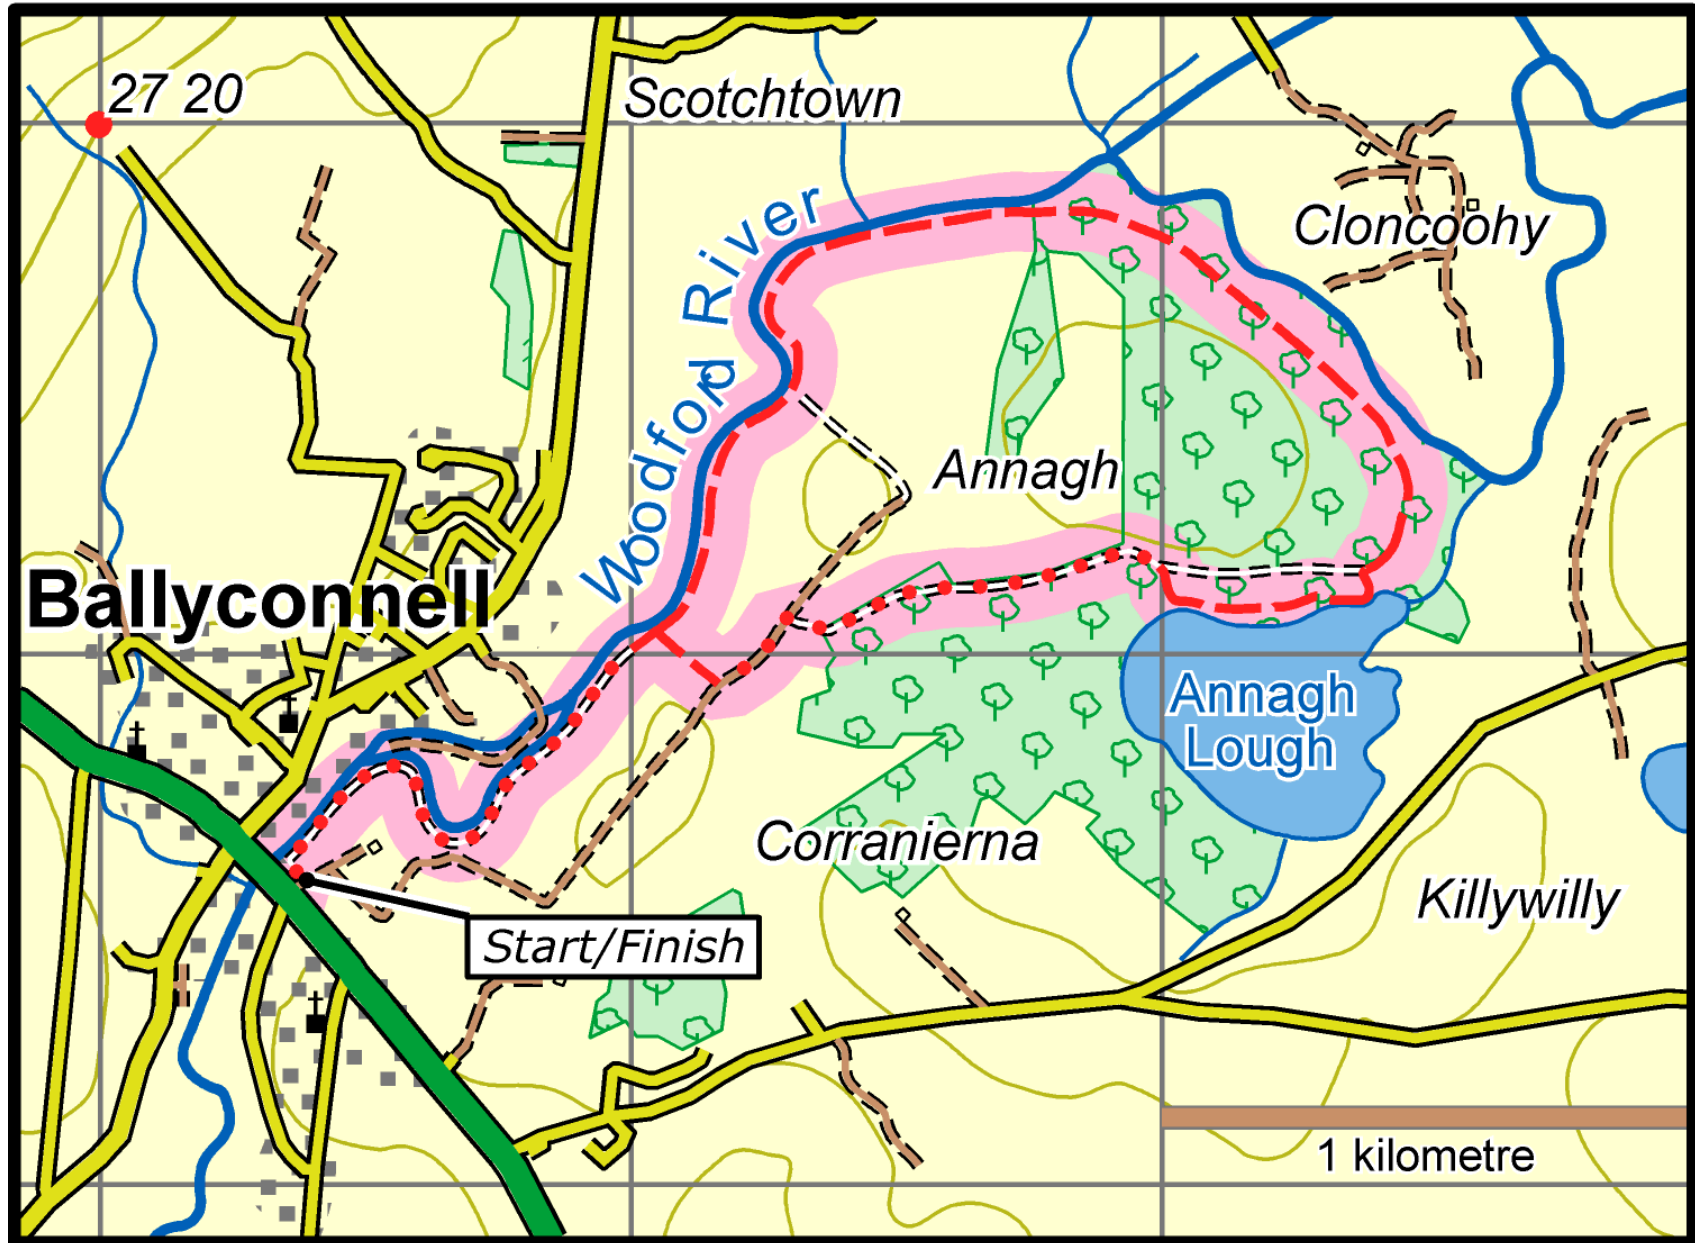 27 20
Scotchtown
Cloncoohy
Woodford River
Annagh
Ballyconnell
Annagh
Lough
Corranierna
Killywilly
Start/Finish
1 kilometre